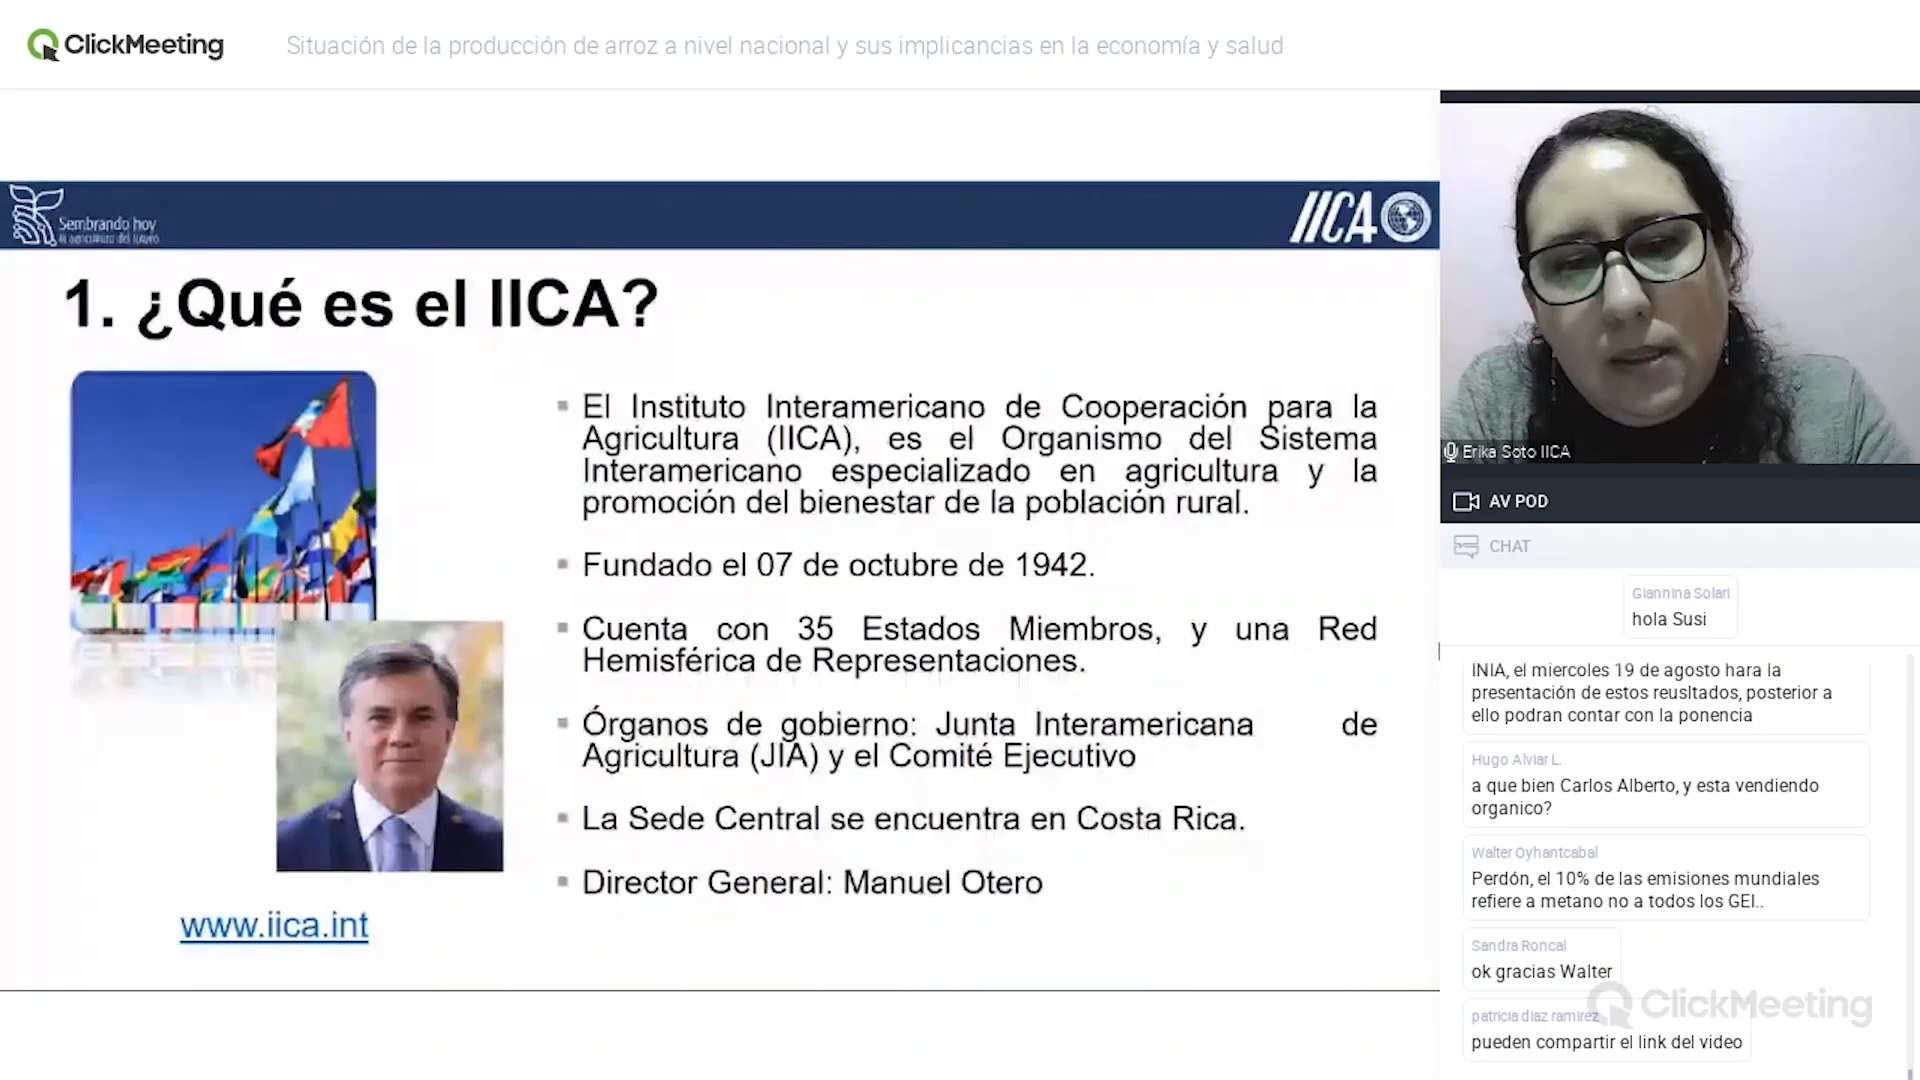 ClickMeeting
Situación de la producción de arroz a nivel nacional y sus implicancias en la economía y salud
Sembrando hoy
la agricultura del futuro
IICA
1. ¿Qué es el IICA?
El Instituto Interamericano de Cooperación para la
Agricultura (IICA), es el Organismo del Sistema
Interamericano especializado en agricultura y la
promoción del bienestar de la población rural.
Fundado el 07 de octubre de 1942.
Cuenta con 35 Estados Miembros, y una Red
Hemisférica de Representaciones.
Órganos de gobierno: Junta Interamericana de
Agricultura (JIA) y el Comité Ejecutivo
La Sede Central se encuentra en Costa Rica.
Director General: Manuel Otero
www.iica.int
Erika Soto IICA
AV POD
CHAT
Giannina Solari
hola Susi
INIA, el miercoles 19 de agosto hara la
presentación de estos reusltados, posterior a
ello podran contar con la ponencia
Hugo Alviar L.
a que bien Carlos Alberto, y esta vendiendo
organico?
Walter Oyhantcabal
Perdón, el 10% de las emisiones mundiales
refiere a metano no a todos los GEI..
Sandra Roncal
ok gracias Walter
patricia diaz ramirez
pueden compartir el link del video
ClickMeeting